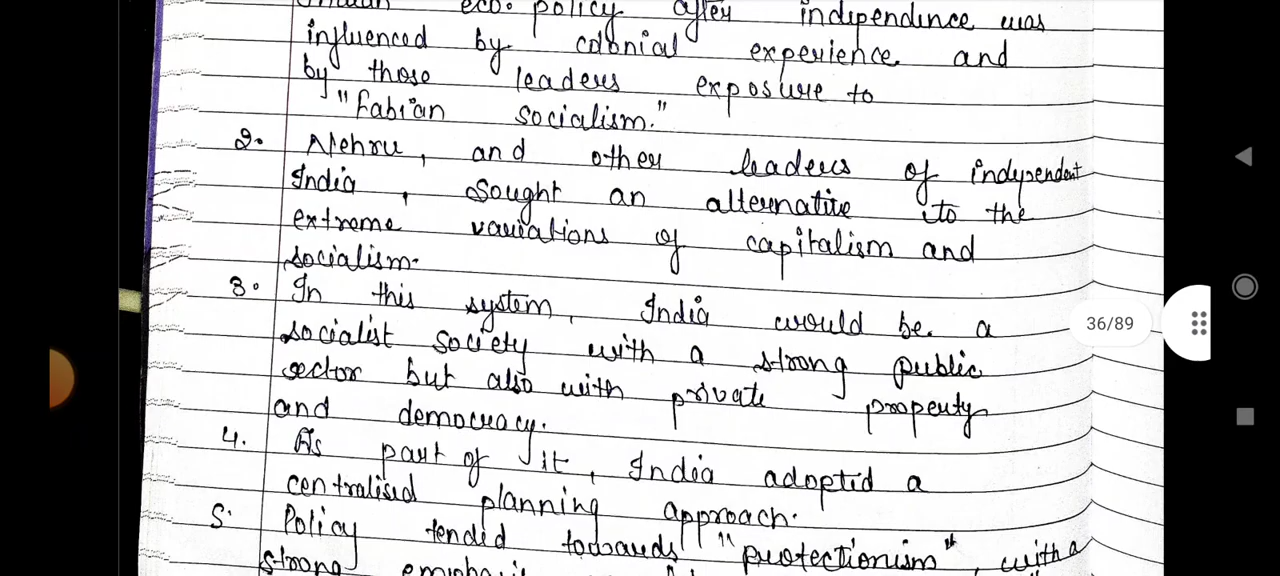 eco. policy after independence was
influenced by colonial experience and
by those leaders exposure to
"Fabian socialism."
2. Nehru, and other leaders of independent
India, sought an alternative to the
extreme variations of capitalism and
socialism.
3. In this system, India would be a
socialist society with a strong public
sector but also with private property
and democracy.
4. As part of it, India adopted a
centralised planning approach.
5. Policy tended towards "protectionism", with a
strong
36/89